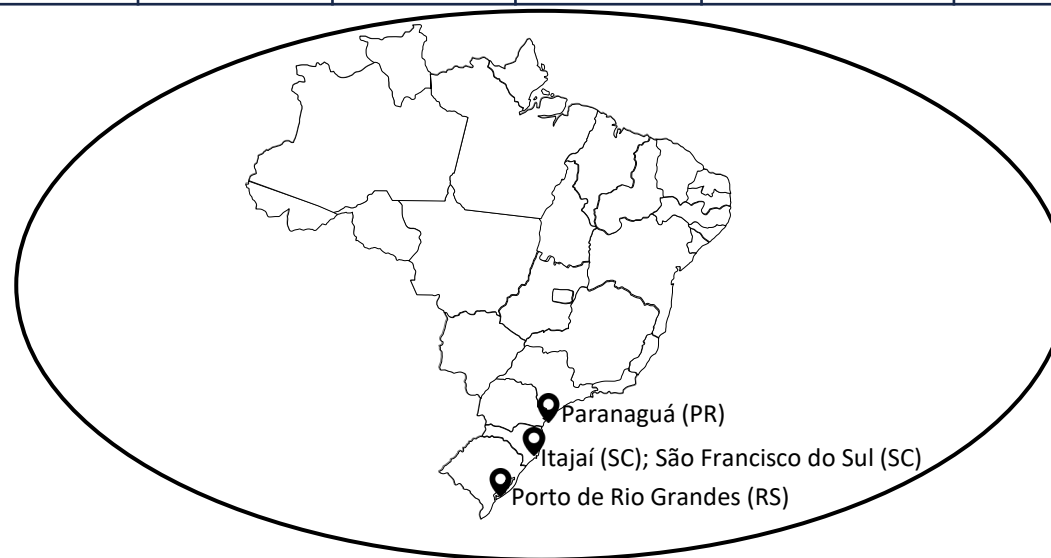 Paranaguá (PR)
Itajaí (SC); São Francisco do Sul (SC)
Porto de Rio Grandes (RS)